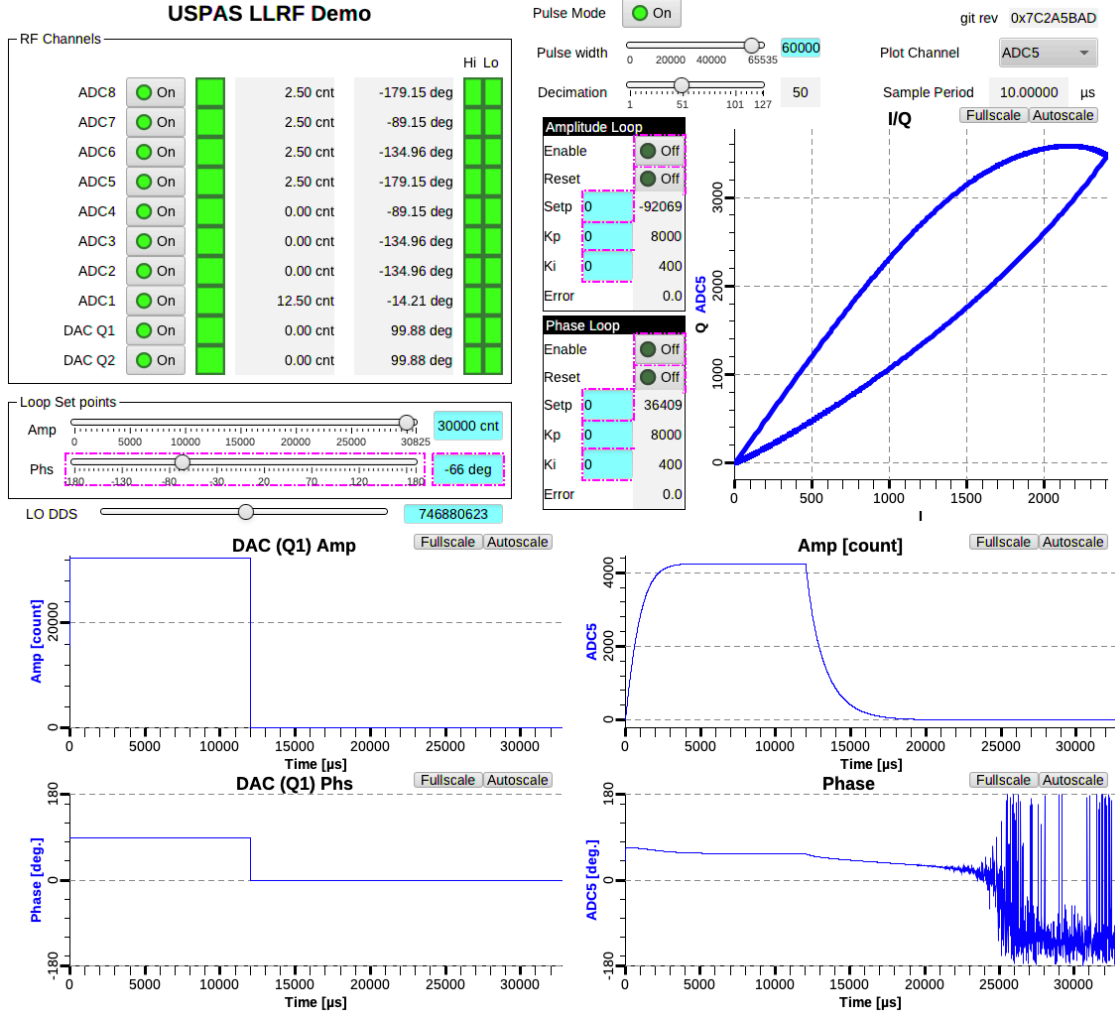 USPAS LLRF Demo
Pulse Mode On
git rev 0x7C2A5BAD
RF Channels
Hi Lo
Pulse width 0 20000 40000 65535 60000
Plot Channel ADC5
Decimation 1 51 101 127 50
Sample Period 10.00000 µs
ADC8 On 2.50 cnt -179.15 deg
ADC7 On 2.50 cnt -89.15 deg
ADC6 On 2.50 cnt -134.96 deg
ADC5 On 2.50 cnt -179.15 deg
ADC4 On 0.00 cnt -89.15 deg
ADC3 On 0.00 cnt -134.96 deg
ADC2 On 0.00 cnt -134.96 deg
ADC1 On 12.50 cnt -14.21 deg
DAC Q1 On 0.00 cnt 99.88 deg
DAC Q2 On 0.00 cnt 99.88 deg
Loop Set points
Amp 30000 cnt
0 5000 10000 15000 20000 25000 30825
Phs -66 deg
-180 -130 -80 -30 20 70 120 180
LO DDS 746880623
Amplitude Loop
Enable Off
Reset Off
Setp 0 -92069
Kp 0 8000
Ki 0 400
Error 0.0
Phase Loop
Enable Off
Reset Off
Setp 0 36409
Kp 0 8000
Ki 0 400
Error 0.0
I/Q
Fullscale Autoscale
Q ADC5
3000
2000
1000
0
0 500 1000 1500 2000
I
DAC (Q1) Amp
Fullscale Autoscale
Amp [count]
20000
0
0 5000 10000 15000 20000 25000 30000
Time [µs]
Amp [count]
Fullscale Autoscale
ADC5
4000
2000
0
0 5000 10000 15000 20000 25000 30000
Time [µs]
DAC (Q1) Phs
Fullscale Autoscale
Phase [deg.]
180
0
-180
0 5000 10000 15000 20000 25000 30000
Time [µs]
Phase
Fullscale Autoscale
ADC5 [deg.]
180
0
-180
0 5000 10000 15000 20000 25000 30000
Time [µs]